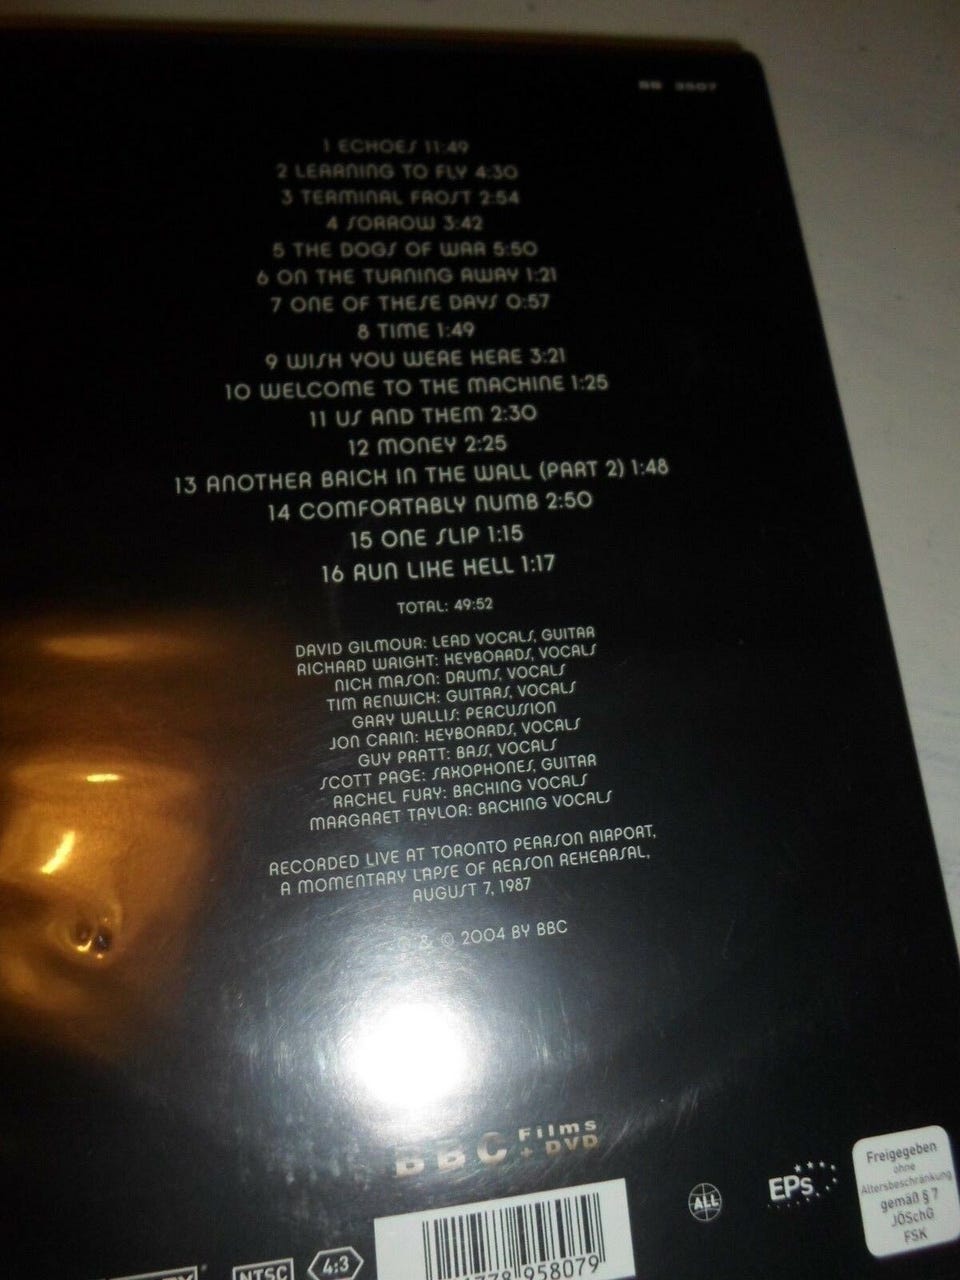 BB 3507
1 ECHOES 11:49
2 LEARNING TO FLY 4:30
3 TERMINAL FROST 2:54
4 SORROW 3:42
5 THE DOGS OF WAR 5:50
6 ON THE TURNING AWAY 1:21
7 ONE OF THESE DAYS 0:57
8 TIME 1:49
9 WISH YOU WERE HERE 3:21
10 WELCOME TO THE MACHINE 1:25
11 US AND THEM 2:30
12 MONEY 2:25
13 ANOTHER BRICK IN THE WALL (PART 2) 1:48
14 COMFORTABLY NUMB 2:50
15 ONE SLIP 1:15
16 RUN LIKE HELL 1:17
TOTAL: 49:52
DAVID GILMOUR: LEAD VOCALS, GUITAR
RICHARD WRIGHT: KEYBOARDS, VOCALS
NICK MASON: DRUMS, VOCALS
TIM RENWICK: GUITARS, VOCALS
GARY WALLIS: PERCUSSION
JON CARIN: KEYBOARDS, VOCALS
GUY PRATT: BASS, VOCALS
SCOTT PAGE: SAXOPHONES, GUITAR
RACHEL FURY: BACKING VOCALS
MARGARET TAYLOR: BACKING VOCALS
RECORDED LIVE AT TORONTO PEARSON AIRPORT,
A MOMENTARY LAPSE OF REASON REHEARSAL,
AUGUST 7, 1987
℗ & © 2004 BY BBC
BBC Films + DVD
ALL
EPs
Freigegeben
ohne
Altersbeschränkung
gemäß § 7
JÖSchG
FSK
NTSC
4:3
958079